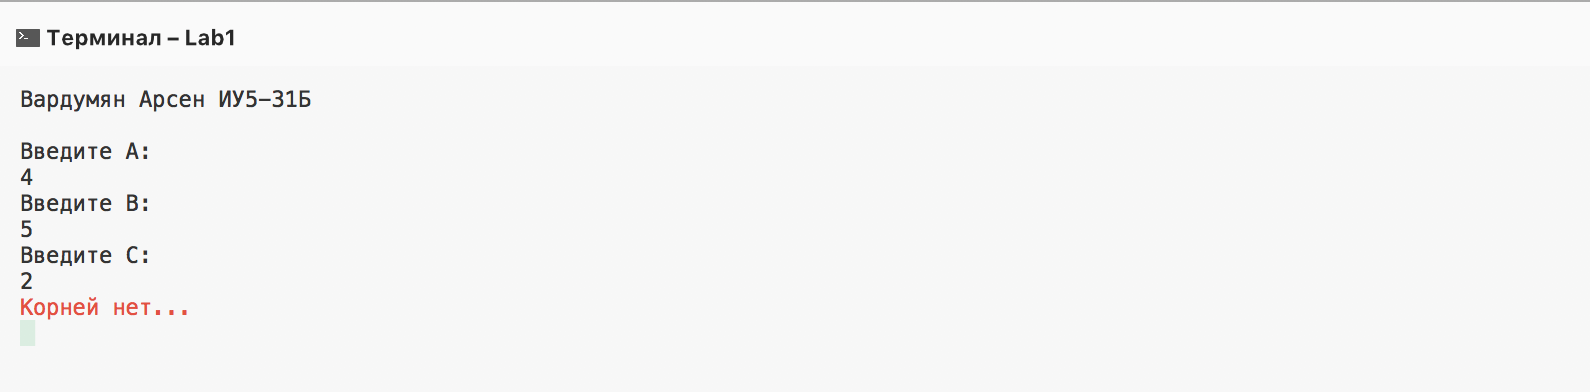 Терминал – Lab1
Вардумян Арсен ИУ5-31Б
Введите A:
4
Введите B:
5
Введите C:
2
Корней нет...